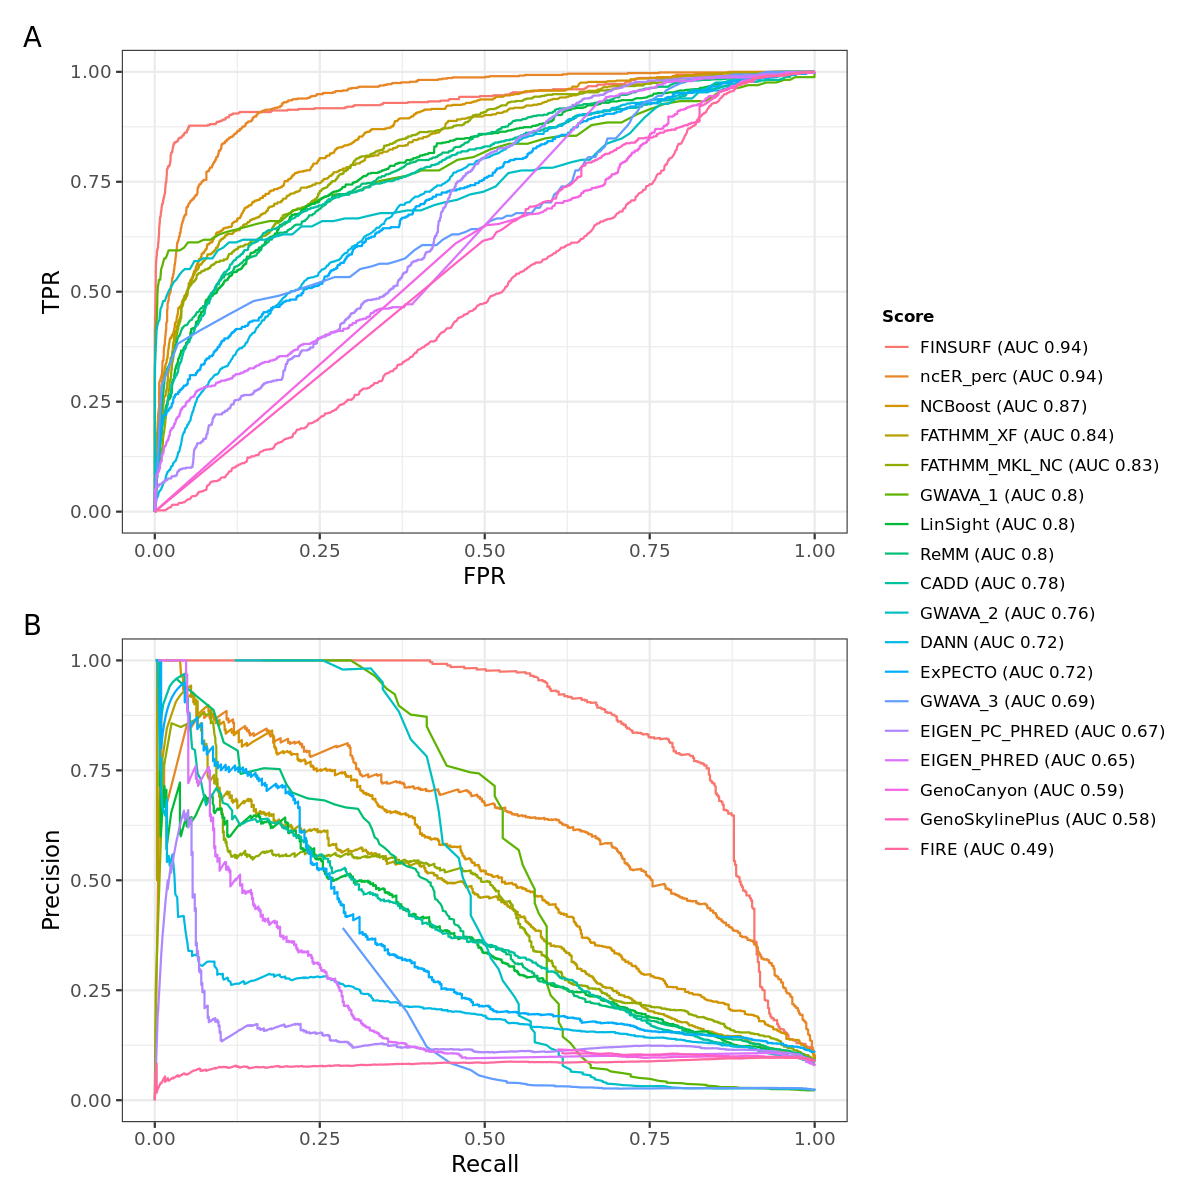 A
1.00
0.75
0.50
0.25
0.00
TPR
0.00 0.25 0.50 0.75 1.00
FPR
B
1.00
0.75
0.50
0.25
0.00
Precision
0.00 0.25 0.50 0.75 1.00
Recall
Score
FINSURF (AUC 0.94)
ncER_perc (AUC 0.94)
NCBoost (AUC 0.87)
FATHMM_XF (AUC 0.84)
FATHMM_MKL_NC (AUC 0.83)
GWAVA_1 (AUC 0.8)
LinSight (AUC 0.8)
ReMM (AUC 0.8)
CADD (AUC 0.78)
GWAVA_2 (AUC 0.76)
DANN (AUC 0.72)
ExPECTO (AUC 0.72)
GWAVA_3 (AUC 0.69)
EIGEN_PC_PHRED (AUC 0.67)
EIGEN_PHRED (AUC 0.65)
GenoCanyon (AUC 0.59)
GenoSkylinePlus (AUC 0.58)
FIRE (AUC 0.49)